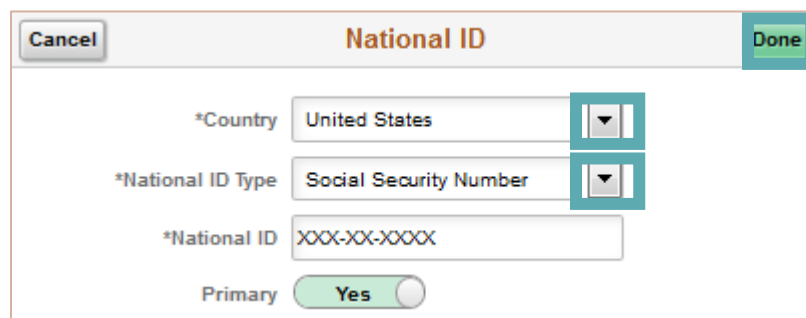 Cancel National ID Done
*Country United States
*National ID Type Social Security Number
*National ID XXX-XX-XXXX
Primary Yes